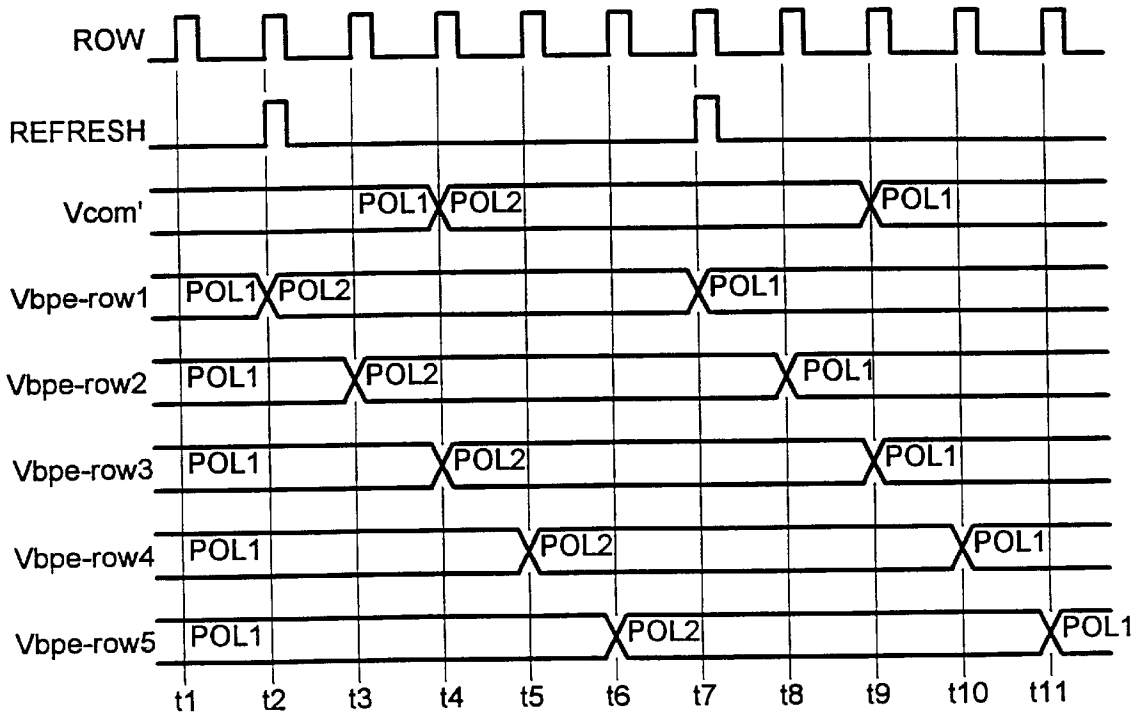 ROW
REFRESH
Vcom' POL1 POL2 POL1
Vbpe-row1 POL1 POL2 POL1
Vbpe-row2 POL1 POL2 POL1
Vbpe-row3 POL1 POL2 POL1
Vbpe-row4 POL1 POL2 POL1
Vbpe-row5 POL1 POL2 POL1
t1 t2 t3 t4 t5 t6 t7 t8 t9 t10 t11